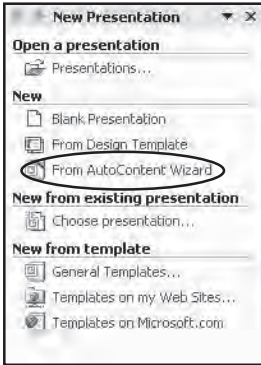 New Presentation
Open a presentation
Presentations...
New
Blank Presentation
From Design Template
From AutoContent Wizard
New from existing presentation
Choose presentation...
New from template
General Templates...
Templates on my Web Sites...
Templates on Microsoft.com